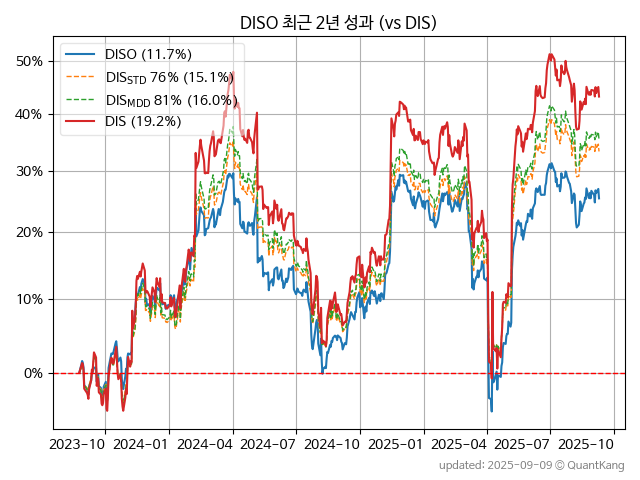 DISO 최근 2년 성과 (vs DIS)
DISO (11.7%)
DIS_STD 76% (15.1%)
DIS_MDD 81% (16.0%)
DIS (19.2%)
50%
40%
30%
20%
10%
0%
2023-10 2024-01 2024-04 2024-07 2024-10 2025-01 2025-04 2025-07 2025-10
updated: 2025-09-09 © QuantKang